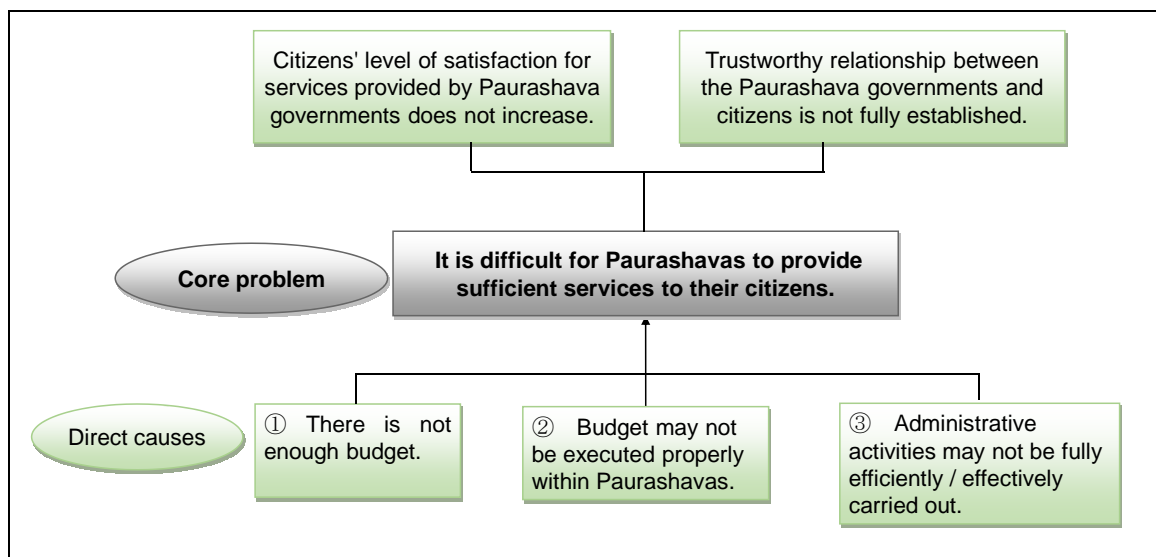 Citizens' level of satisfaction for
services provided by Paurashava
governments does not increase.
Trustworthy relationship between
the Paurashava governments and
citizens is not fully established.
Core problem
It is difficult for Paurashavas to provide
sufficient services to their citizens.
Direct causes
① There is not
enough budget.
② Budget may not
be executed properly
within Paurashavas.
③ Administrative
activities may not be fully
efficiently / effectively
carried out.